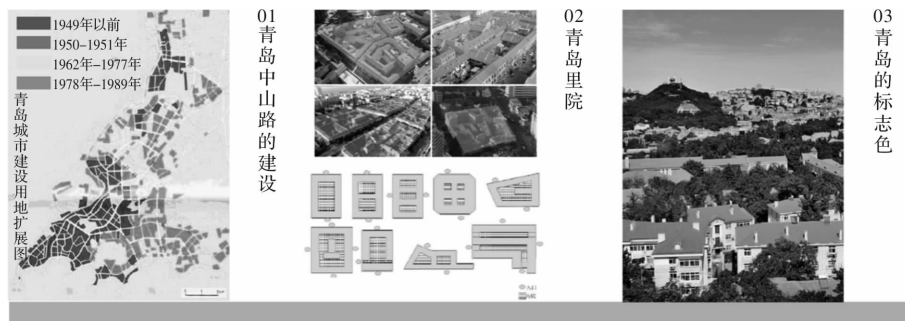 1949年以前
1950–1951年
1962年–1977年
1978年–1989年
青岛城市建设用地扩展图
01
青岛中山路的建设
02
青岛里院
03
青岛的标志色